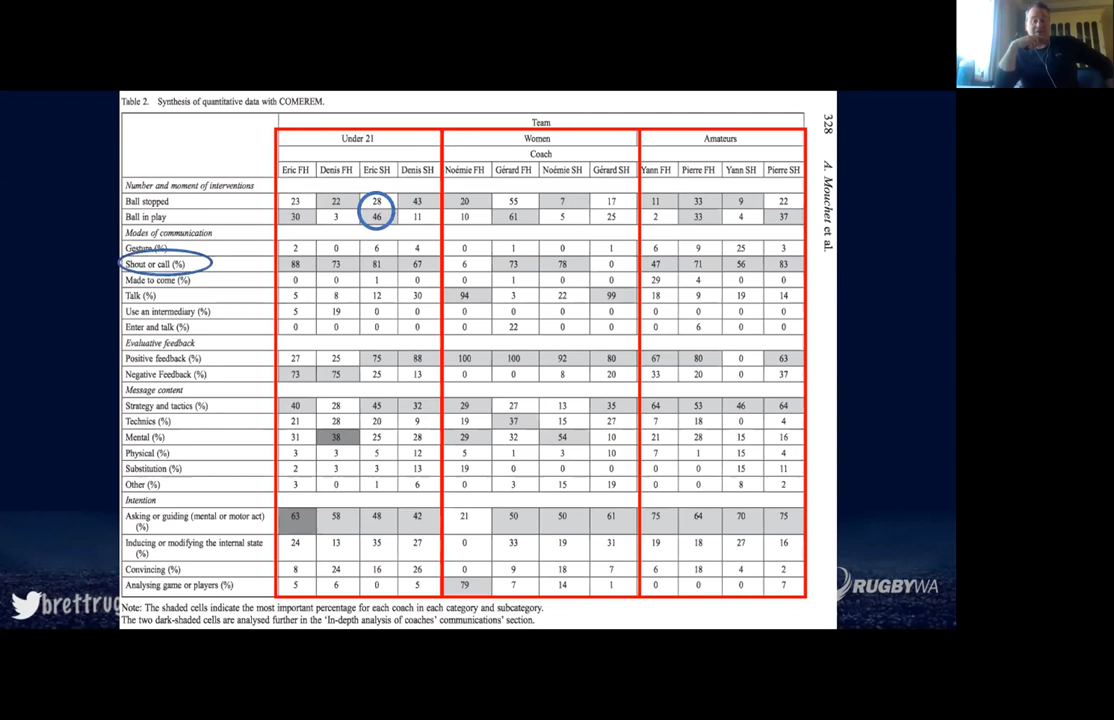 Table 2. Synthesis of quantitative data with COMEREM.
Team
Under 21 Women Amateurs
Coach
Eric FH Denis FH Eric SH Denis SH Noémie FH Gérard FH Noémie SH Gérard SH Yann FH Pierre FH Yann SH Pierre SH
Number and moment of interventions
Ball stopped 23 22 28 43 20 55 7 17 11 33 9 22
Ball in play 30 3 46 11 10 61 5 25 2 33 4 37
Modes of communication
Gesture (%) 2 0 6 4 0 1 0 1 6 9 25 3
Shout or call (%) 88 73 81 67 6 73 78 0 47 71 56 83
Made to come (%) 0 0 1 0 0 1 0 0 29 4 0 0
Talk (%) 5 8 12 30 94 3 22 99 18 9 19 14
Use an intermediary (%) 5 19 0 0 0 0 0 0 0 0 0 0
Enter and talk (%) 0 0 0 0 0 22 0 0 0 6 0 0
Evaluative feedback
Positive feedback (%) 27 25 75 88 100 100 92 80 67 80 0 63
Negative Feedback (%) 73 75 25 13 0 0 8 20 33 20 0 37
Message content
Strategy and tactics (%) 40 28 45 32 29 27 13 35 64 53 46 64
Technics (%) 21 28 20 9 19 37 15 27 7 18 0 4
Mental (%) 31 38 25 28 29 32 54 10 21 28 15 16
Physical (%) 3 3 5 12 5 1 3 10 7 1 15 4
Substitution (%) 2 3 3 13 19 0 0 0 0 0 15 11
Other (%) 3 0 1 6 0 3 15 19 0 0 8 2
Intention
Asking or guiding (mental or motor act) 63 58 48 42 21 50 50 61 75 64 70 75
(%)
Inducing or modifying the internal state 24 13 35 27 0 33 19 31 19 18 27 16
(%)
Convincing (%) 8 24 16 26 0 9 18 7 6 18 4 2
Analysing game or players (%) 5 6 0 5 79 7 14 1 0 0 0 7
Note: The shaded cells indicate the most important percentage for each coach in each category and subcategory.
The two dark-shaded cells are analysed further in the 'In-depth analysis of coaches' communications' section.
328 A. Mouchet et al.
brettrug
RUGBYWA